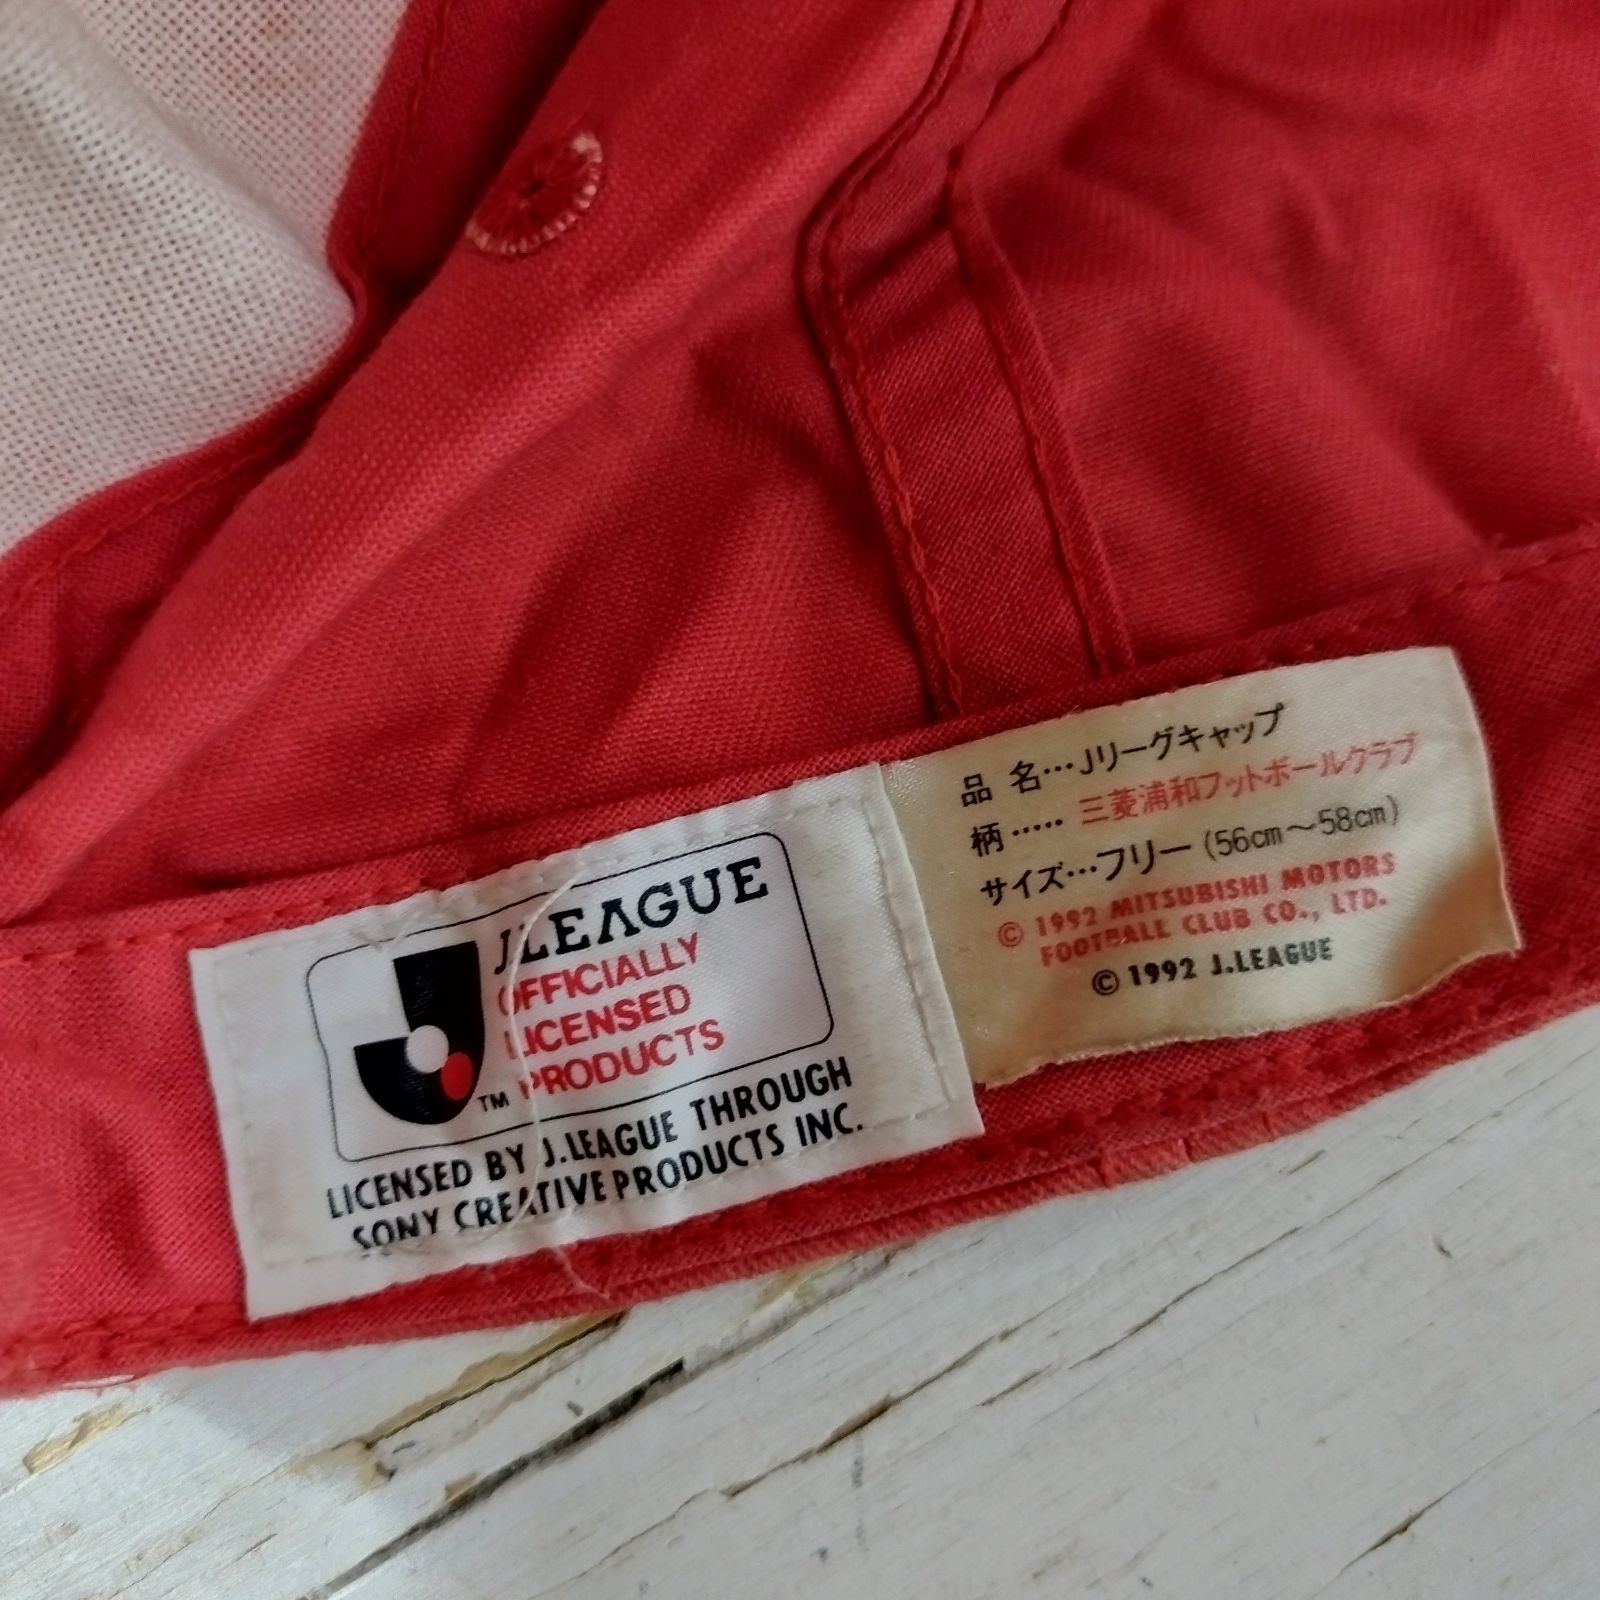 J.LEAGUE
OFFICIALLY
LICENSED
PRODUCTS
TM
LICENSED BY J.LEAGUE THROUGH
SONY CREATIVE PRODUCTS INC.
品 名…Jリーグキャップ
柄…… 三菱浦和フットボールクラブ
サイズ…フリー (56cm〜58cm)
© 1992 MITSUBISHI MOTORS
FOOTBALL CLUB CO., LTD.
© 1992 J.LEAGUE